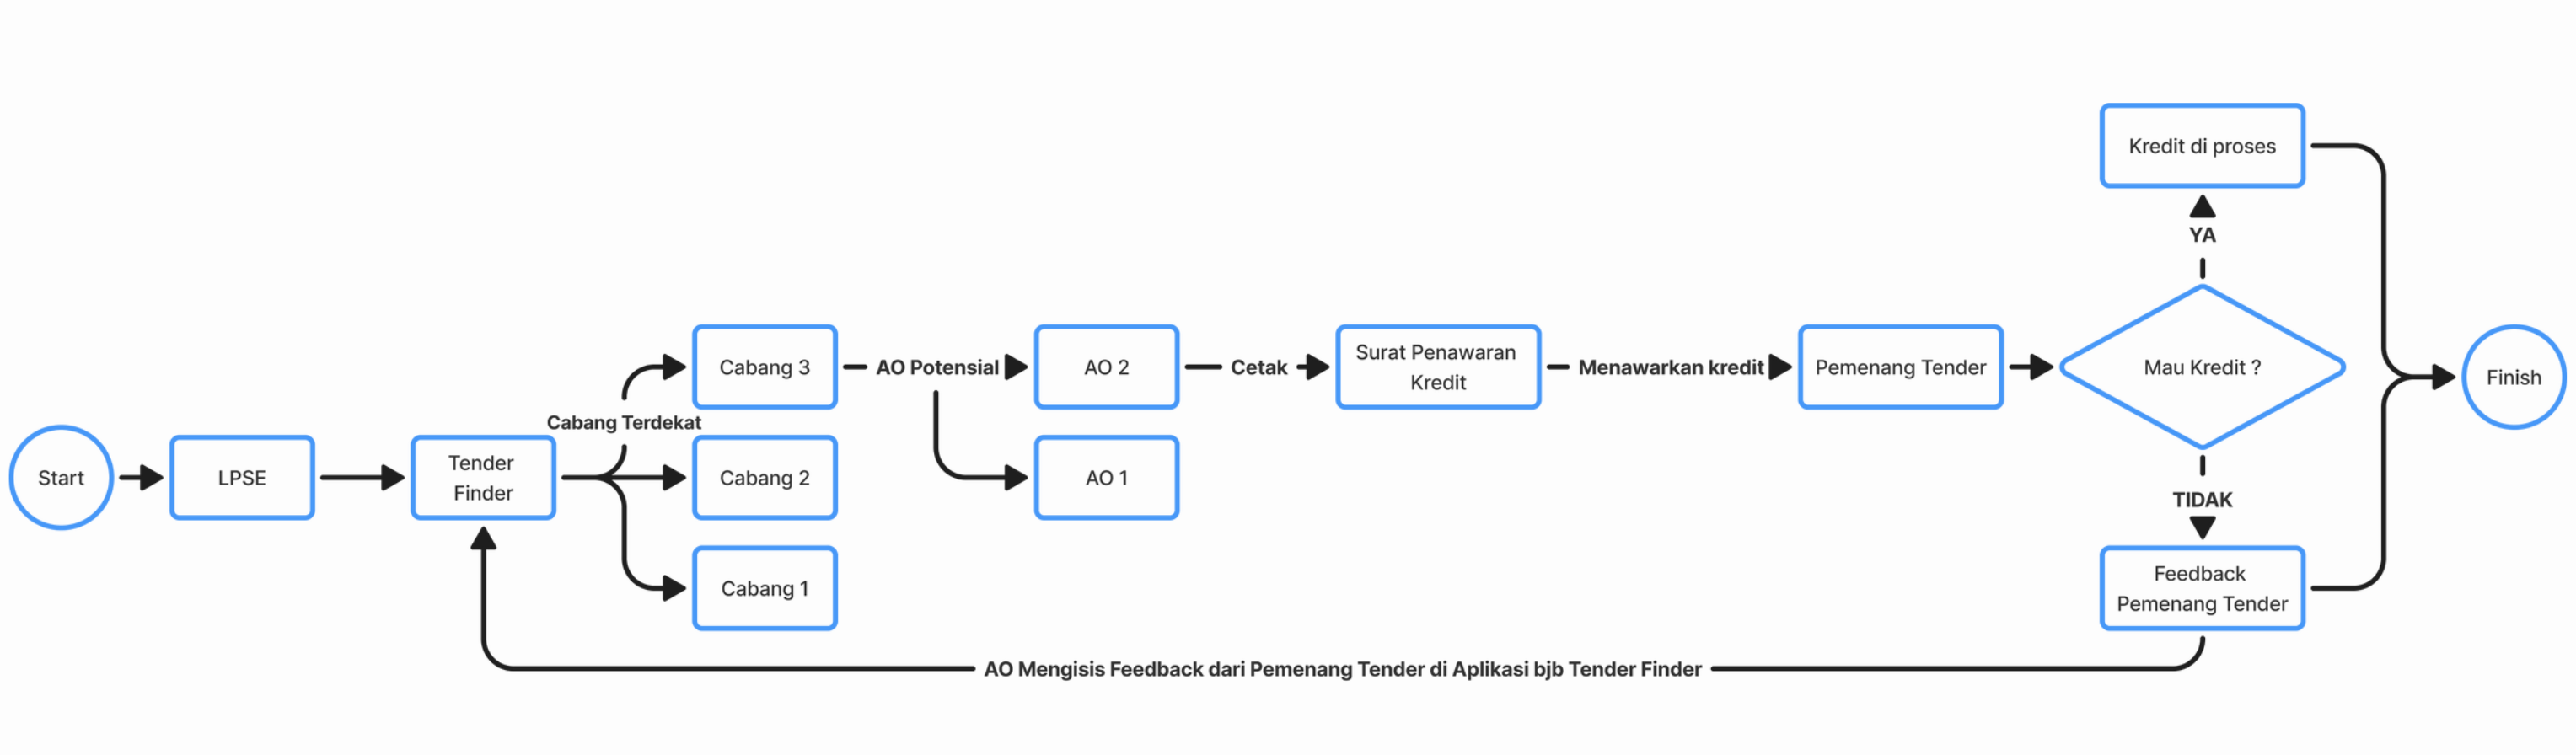 Start
LPSE
Tender
Finder
Cabang Terdekat
Cabang 3
Cabang 2
Cabang 1
AO Potensial
AO 2
AO 1
Cetak
Surat Penawaran
Kredit
Menawarkan kredit
Pemenang Tender
Mau Kredit ?
YA
Kredit di proses
TIDAK
Feedback
Pemenang Tender
Finish
AO Mengisis Feedback dari Pemenang Tender di Aplikasi bjb Tender Finder